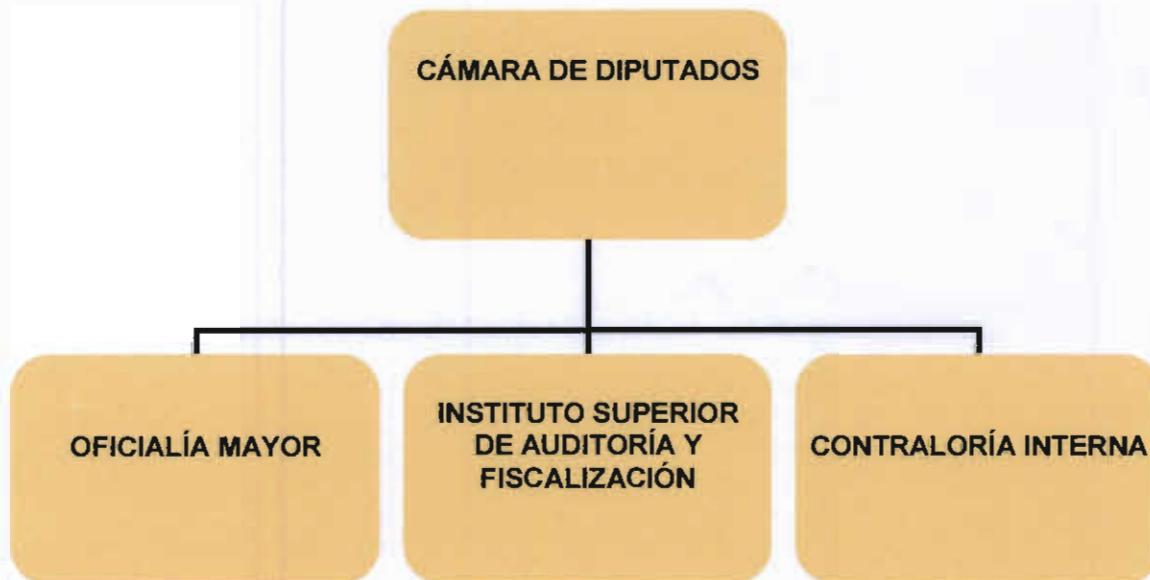 CÁMARA DE DIPUTADOS
OFICIALÍA MAYOR
INSTITUTO SUPERIOR
DE AUDITORÍA Y
FISCALIZACIÓN
CONTRALORÍA INTERNA